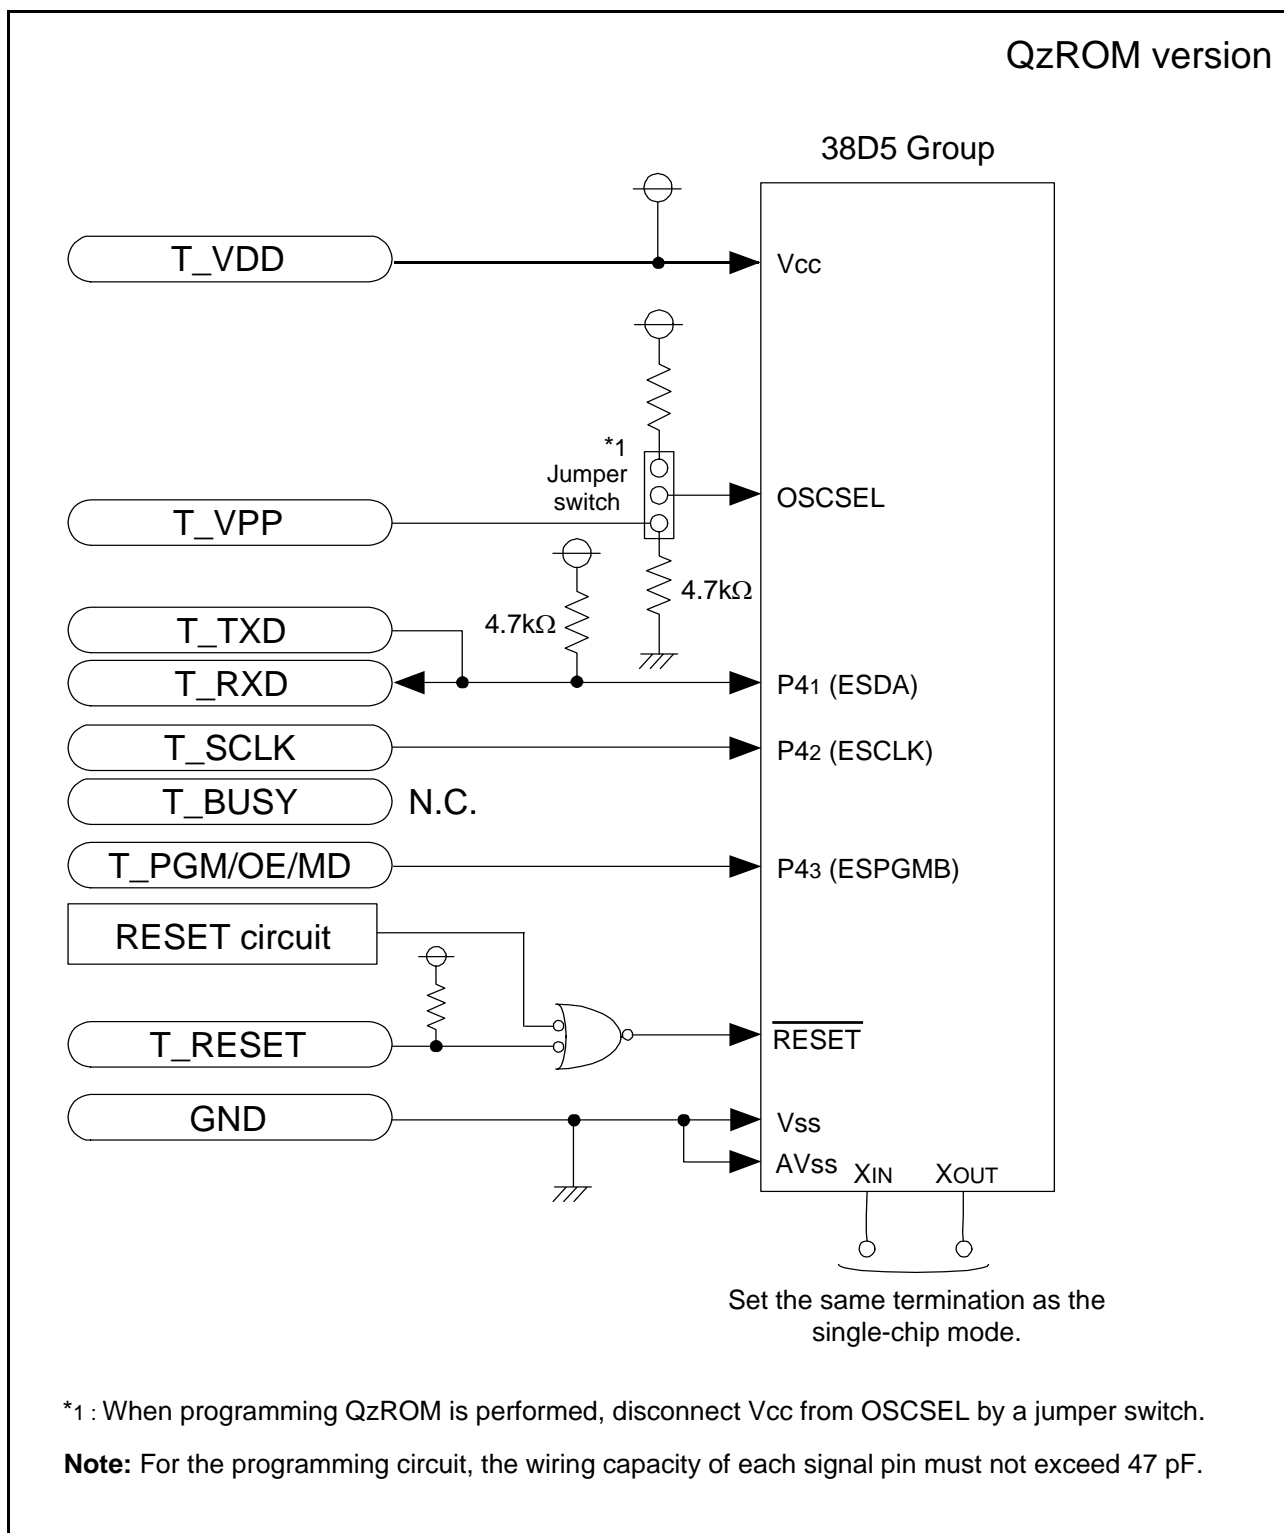 QzROM version
38D5 Group
T_VDD
Vcc
*1
Jumper
switch
OSCSEL
T_VPP
4.7kΩ
T_TXD
4.7kΩ
T_RXD
P41 (ESDA)
T_SCLK
P42 (ESCLK)
T_BUSY
N.C.
T_PGM/OE/MD
P43 (ESPGMB)
RESET circuit
T_RESET
RESET
GND
Vss
AVss
XIN
XOUT
Set the same termination as the
single-chip mode.
*1 : When programming QzROM is performed, disconnect Vcc from OSCSEL by a jumper switch.
Note: For the programming circuit, the wiring capacity of each signal pin must not exceed 47 pF.